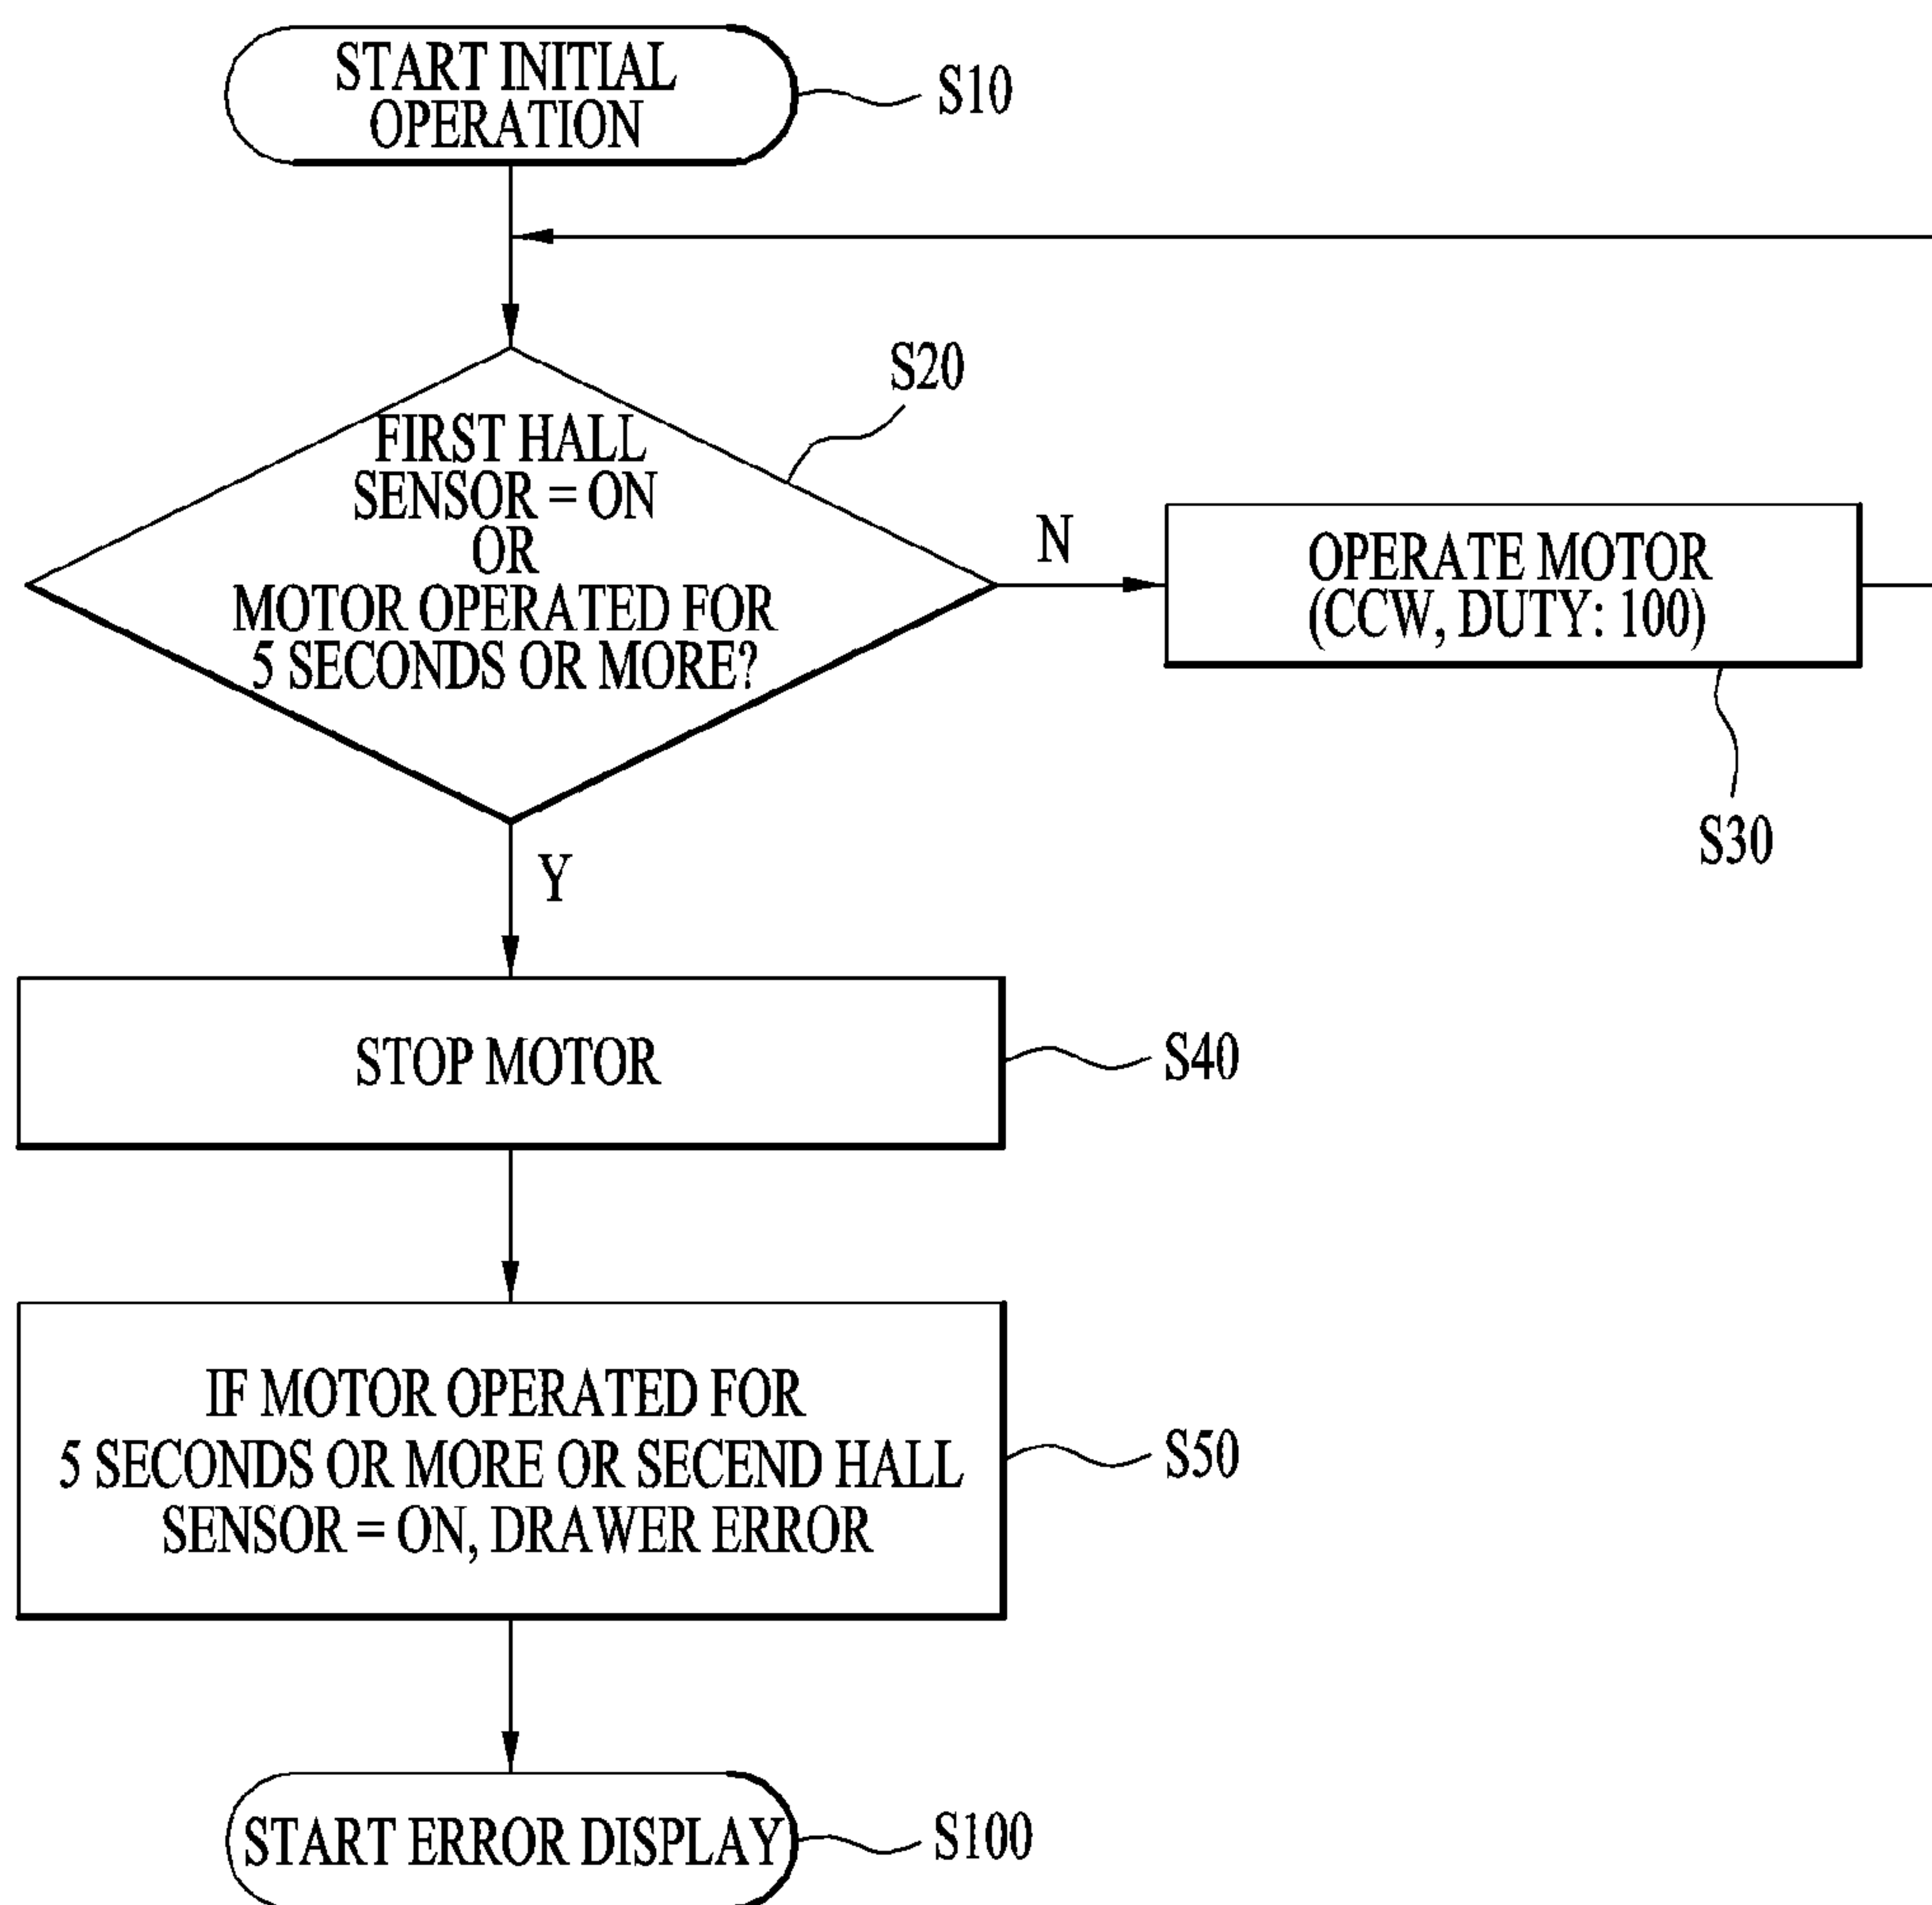 START INITIAL
OPERATION
S10
S20
FIRST HALL
SENSOR = ON
OR
MOTOR OPERATED FOR
5 SECONDS OR MORE?
N
OPERATE MOTOR
(CCW, DUTY: 100)
S30
Y
STOP MOTOR
S40
IF MOTOR OPERATED FOR
5 SECONDS OR MORE OR SECEND HALL
SENSOR = ON, DRAWER ERROR
S50
START ERROR DISPLAY
S100